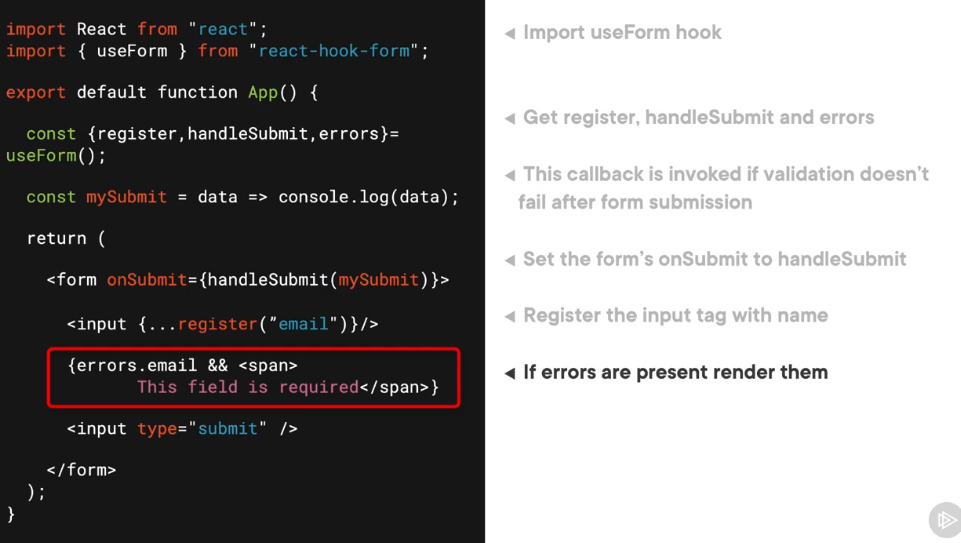 import React from "react";
import { useForm } from "react-hook-form";
export default function App() {
const {register,handleSubmit,errors}=
useForm();
const mySubmit = data => console.log(data);
return (
<form onSubmit={handleSubmit(mySubmit)}>
<input {...register(”email")}/>
{errors.email && <span>
This field is required</span>}
<input type="submit" />
</form>
);
}
◄ Import useForm hook
◄ Get register, handleSubmit and errors
◄ This callback is invoked if validation doesn’t
fail after form submission
◄ Set the form’s onSubmit to handleSubmit
◄ Register the input tag with name
◄ If errors are present render them